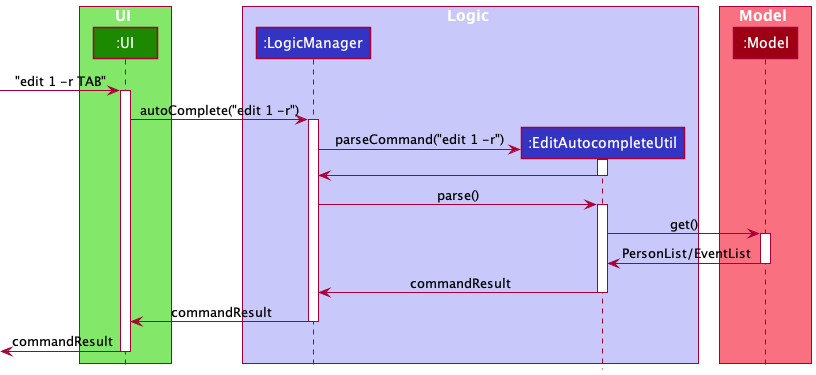 UI
Logic
Model
:UI
:LogicManager
:Model
"edit 1 -r TAB"
autoComplete("edit 1 -r")
parseCommand("edit 1 -r")
:EditAutocompleteUtil
parse()
get()
PersonList/EventList
commandResult
commandResult
commandResult